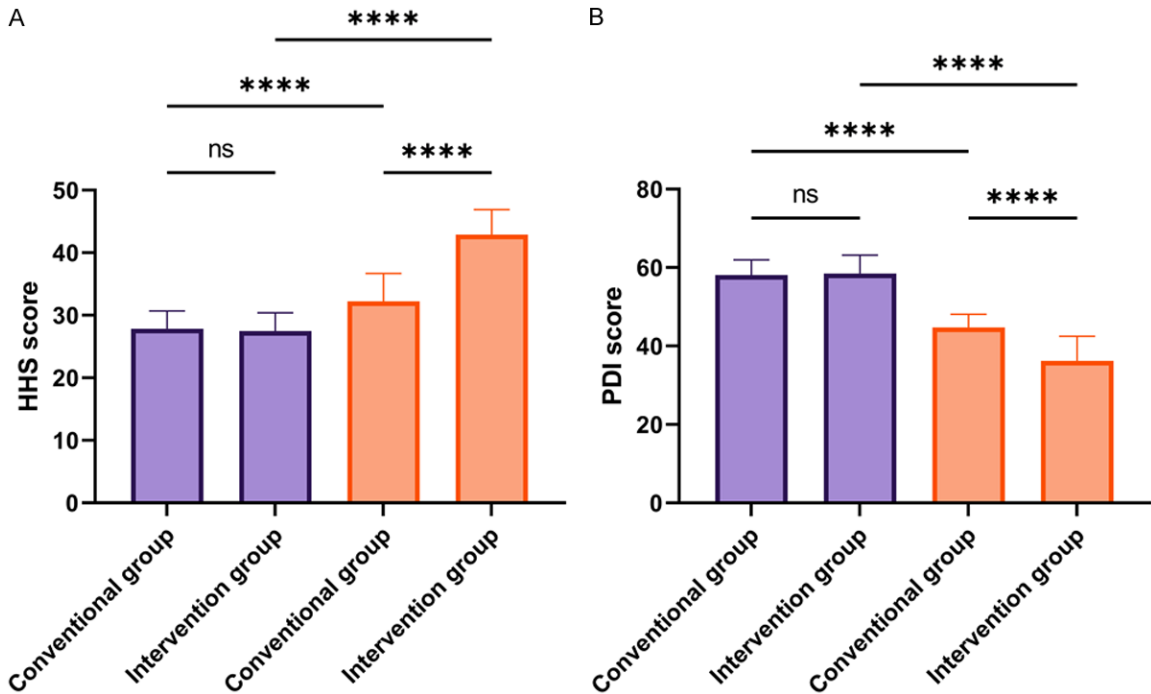 A
****
****
ns
****
HHS score
50
40
30
20
10
0
Conventional group
Intervention group
Conventional group
Intervention group
B
****
****
ns
****
PDI score
80
60
40
20
0
Conventional group
Intervention group
Conventional group
Intervention group